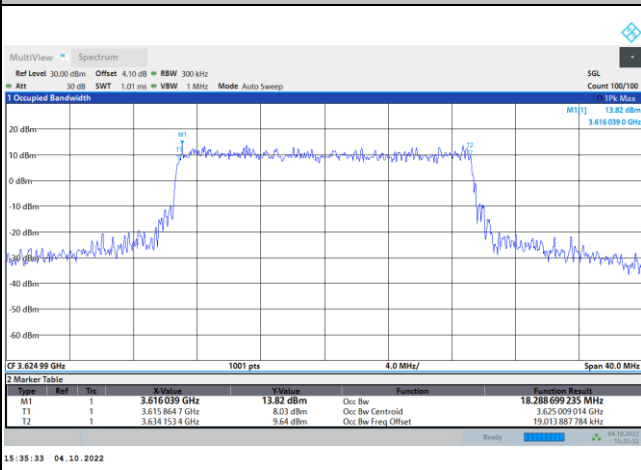 MultiView Spectrum
Ref Level 30.00 dBm Offset 4.10 dB RBW 300 kHz SGL
Att 30 dB SWT 1.01 ms VBW 1 MHz Mode Auto Sweep Count 100/100
1 Occupied Bandwidth 1Pk Max
M1[1] 13.82 dBm
3.616 039 0 GHz
M1
20 dBm
T1 T2
10 dBm
0 dBm
-10 dBm
-20 dBm
-30 dBm
-40 dBm
-50 dBm
-60 dBm
CF 3.624 99 GHz 1001 pts 4.0 MHz/ Span 40.0 MHz
2 Marker Table
Type Ref Trc X-Value Y-Value Function Function Result
M1 1 3.616 039 GHz 13.82 dBm Occ Bw 18.288 699 235 MHz
T1 1 3.615 864 7 GHz 8.03 dBm Occ Bw Centroid 3.625 009 014 GHz
T2 1 3.634 153 4 GHz 9.64 dBm Occ Bw Freq Offset 19.013 887 784 kHz
Ready 04.10.2022
15:35:32
15:35:33 04.10.2022